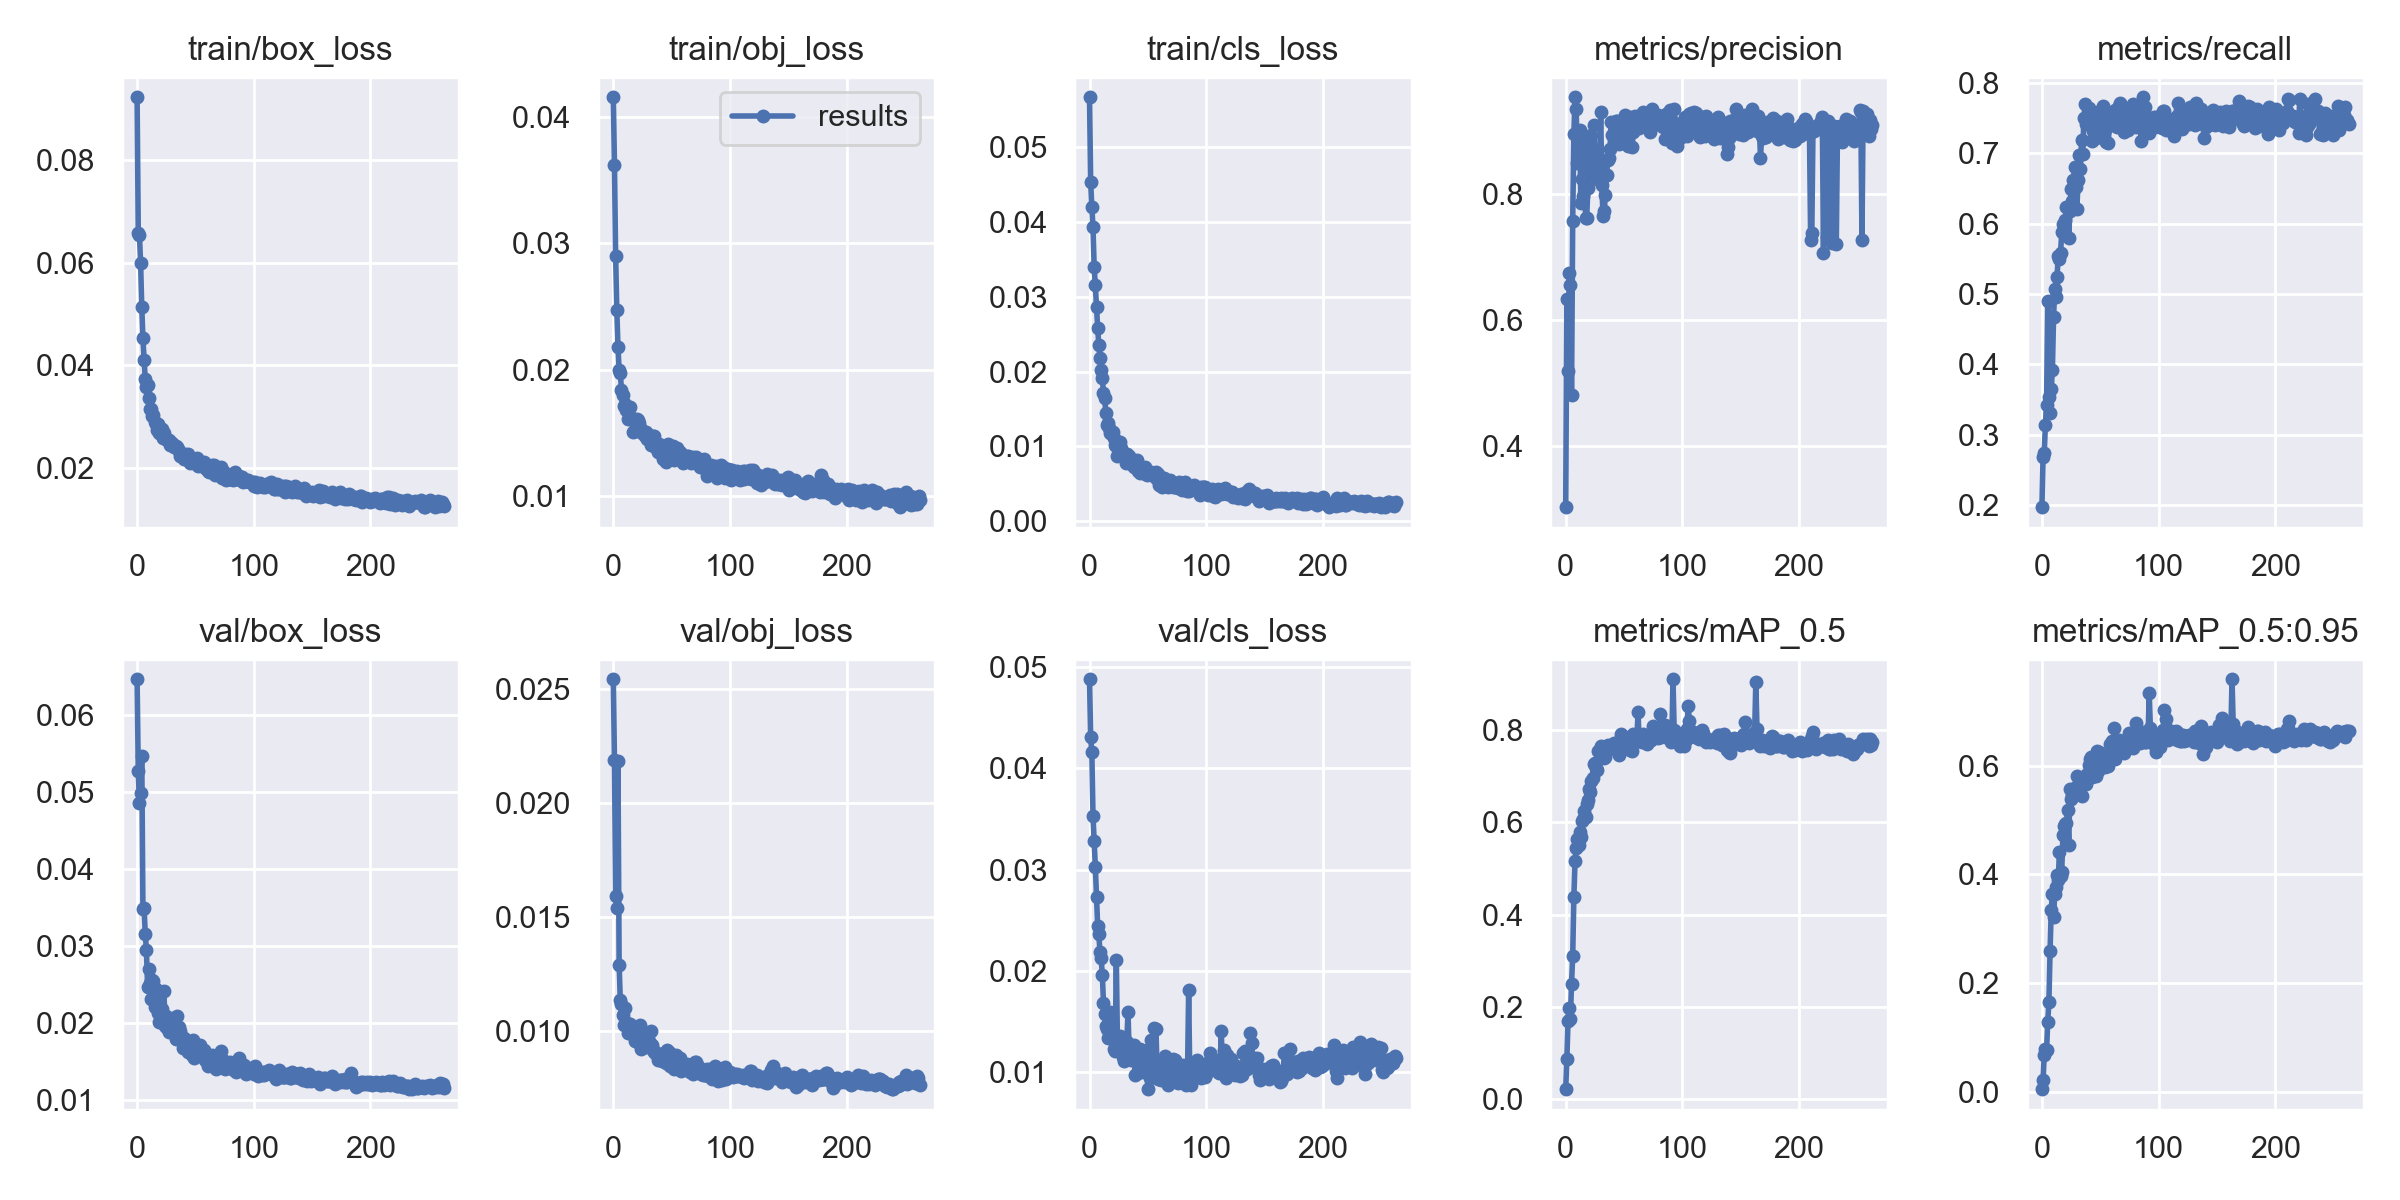 train/box_loss
train/obj_loss
train/cls_loss
metrics/precision
metrics/recall
0.08
0.06
0.04
0.02
0 100 200
results
0.04
0.03
0.02
0.01
0 100 200
0.05
0.04
0.03
0.02
0.01
0.00
0 100 200
0.8
0.6
0.4
0 100 200
0.8
0.7
0.6
0.5
0.4
0.3
0.2
0 100 200
val/box_loss
val/obj_loss
val/cls_loss
metrics/mAP_0.5
metrics/mAP_0.5:0.95
0.06
0.05
0.04
0.03
0.02
0.01
0 100 200
0.025
0.020
0.015
0.010
0 100 200
0.05
0.04
0.03
0.02
0.01
0 100 200
0.8
0.6
0.4
0.2
0.0
0 100 200
0.6
0.4
0.2
0.0
0 100 200